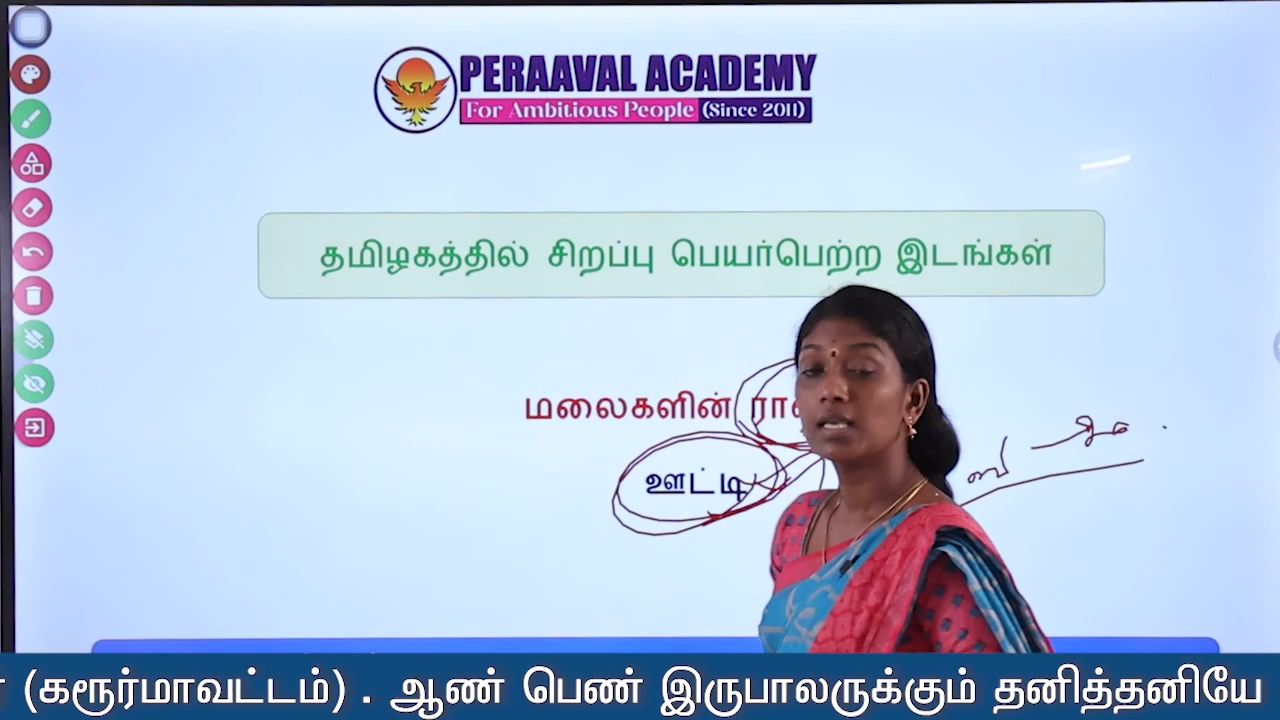 PERAAVAL ACADEMY
For Ambitious People (Since 2011)
தமிழகத்தில் சிறப்பு பெயர்பெற்ற இடங்கள்
மலைகளின்
ஊட்டி
(கரூர்மாவட்டம்) . ஆண் பெண் இருபாலருக்கும் தனித்தனியே